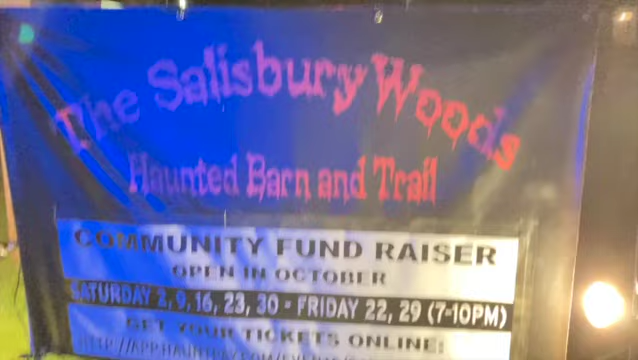 The Salisbury Woods
Haunted Barn and Trail
COMMUNITY FUND RAISER
OPEN IN OCTOBER
SATURDAY 2, 9, 16, 23, 30 - FRIDAY 22, 29 (7-10PM)
GET YOUR TICKETS ONLINE: